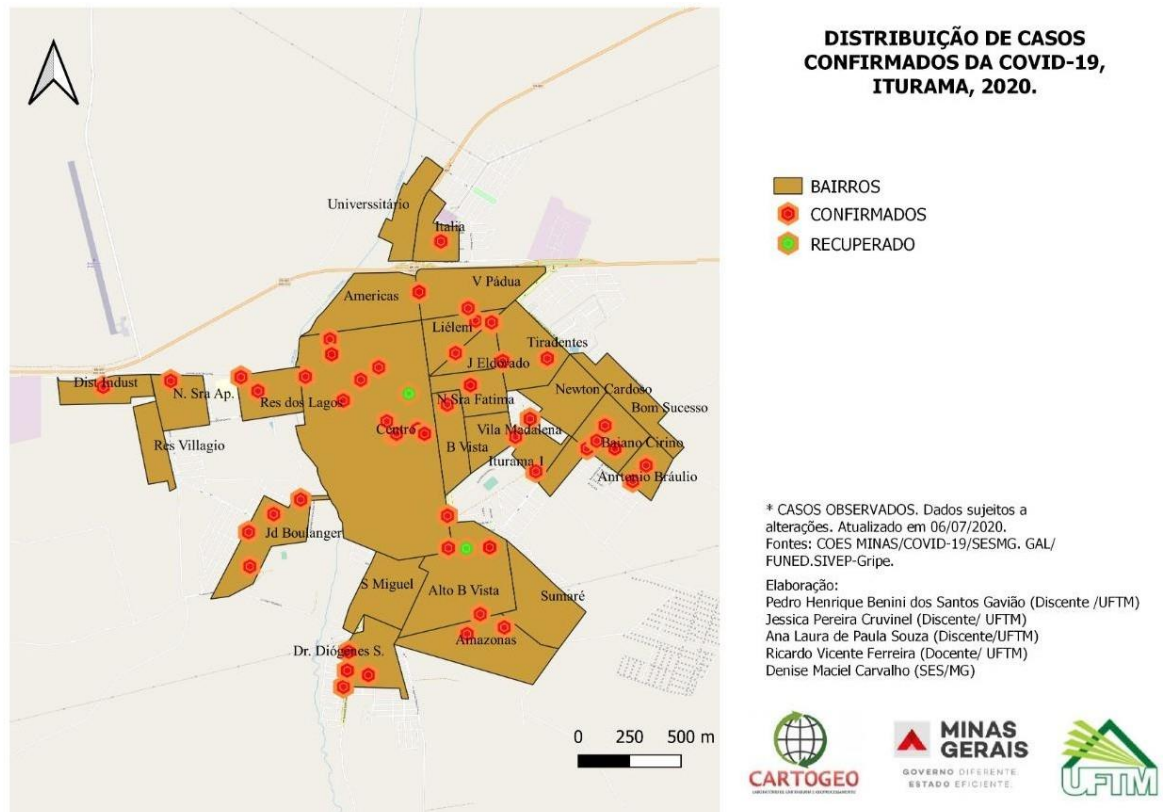 DISTRIBUIÇÃO DE CASOS
CONFIRMADOS DA COVID-19,
ITURAMA, 2020.
BAIRROS
CONFIRMADOS
RECUPERADO
Universsitário
Italia
V Pádua
Americas
Liélem
Tiradentes
J Eldorado
Dist Indust
N. Sra Ap.
Res dos Lagos
Newton Cardoso
N Sra Fatima
Bom Sucesso
Centro
Vila Madalena
Res Villagio
B Vista
Baiano Cirino
Iturama I
Anrtonio Bráulio
Jd Boulanger
S Miguel
Alto B Vista
Sumaré
Amazonas
Dr. Diógenes S.
0 250 500 m
* CASOS OBSERVADOS. Dados sujeitos a
alterações. Atualizado em 06/07/2020.
Fontes: COES MINAS/COVID-19/SESMG. GAL/
FUNED.SIVEP-Gripe.
Elaboração:
Pedro Henrique Benini dos Santos Gavião (Discente /UFTM)
Jessica Pereira Cruvinel (Discente/ UFTM)
Ana Laura de Paula Souza (Discente/UFTM)
Ricardo Vicente Ferreira (Docente/ UFTM)
Denise Maciel Carvalho (SES/MG)
CARTOGEO
MINAS
GERAIS
GOVERNO DIFERENTE.
ESTADO EFICIENTE.
UFTM